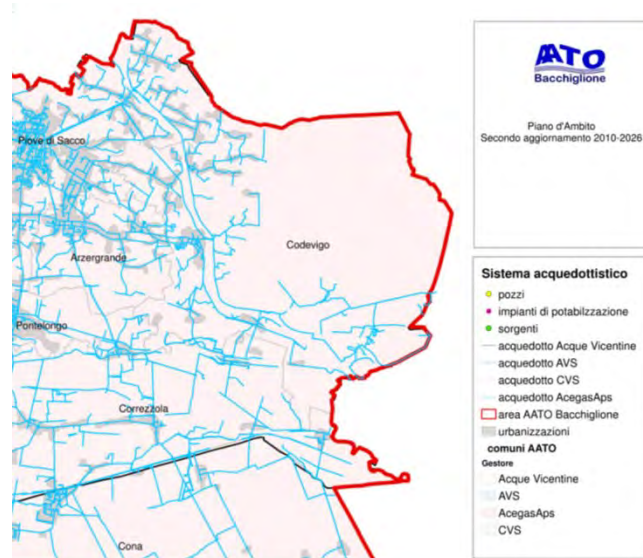 Piove di Sacco
Arzergrande
Codevigo
Pontelongo
Correzzola
Cona
AATO
Bacchiglione
Piano d'Ambito
Secondo aggiornamento 2010-2026
Sistema acquedottistico
pozzi
impianti di potabilzzazione
sorgenti
acquedotto Acque Vicentine
acquedotto AVS
acquedotto CVS
acquedotto AcegasAps
area AATO Bacchiglione
urbanizzazioni
comuni AATO
Gestore
Acque Vicentine
AVS
AcegasAps
CVS